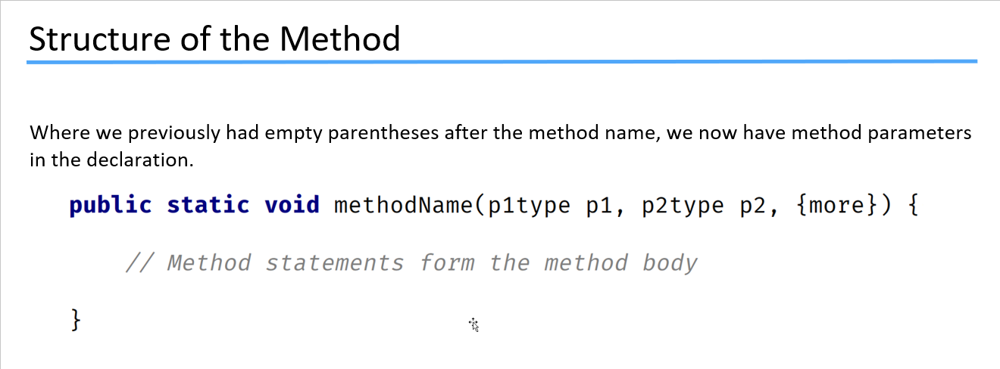 Structure of the Method
Where we previously had empty parentheses after the method name, we now have method parameters
in the declaration.
public static void methodName(p1type p1, p2type p2, {more}) {
// Method statements form the method body
}